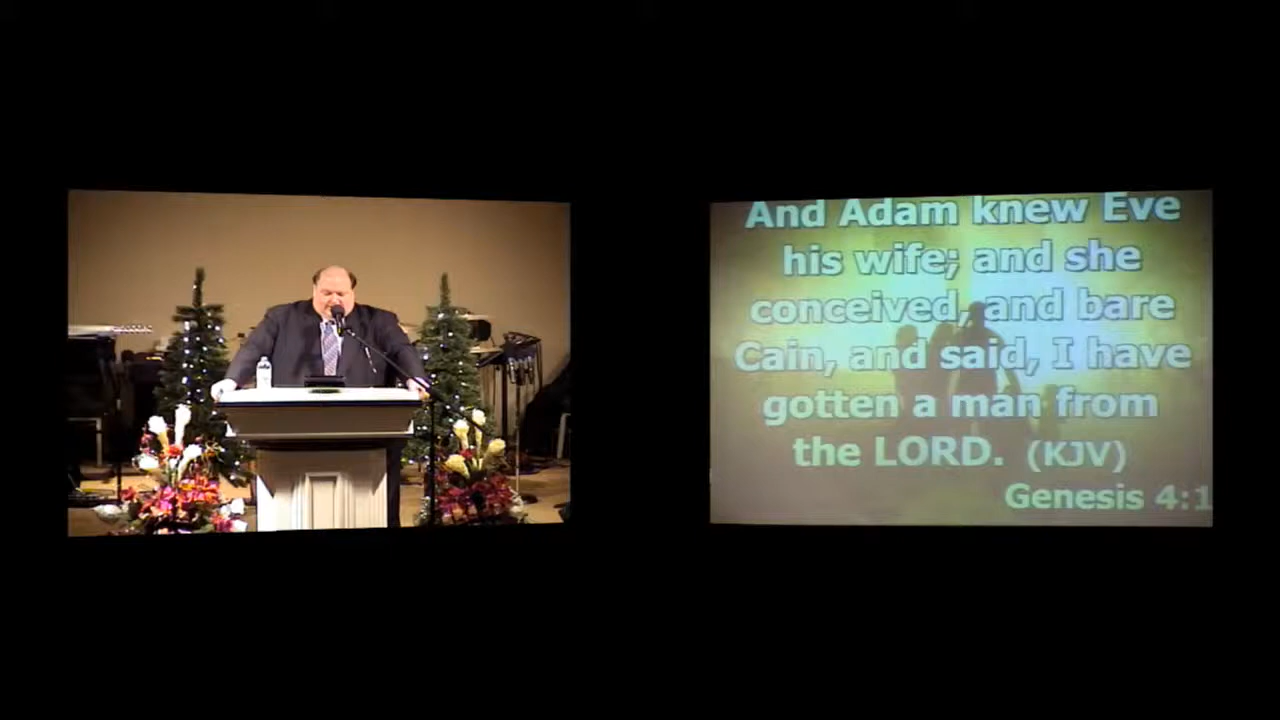 And Adam knew Eve
his wife; and she
conceived, and bare
Cain, and said, I have
gotten a man from
the LORD. (KJV)
Genesis 4:1